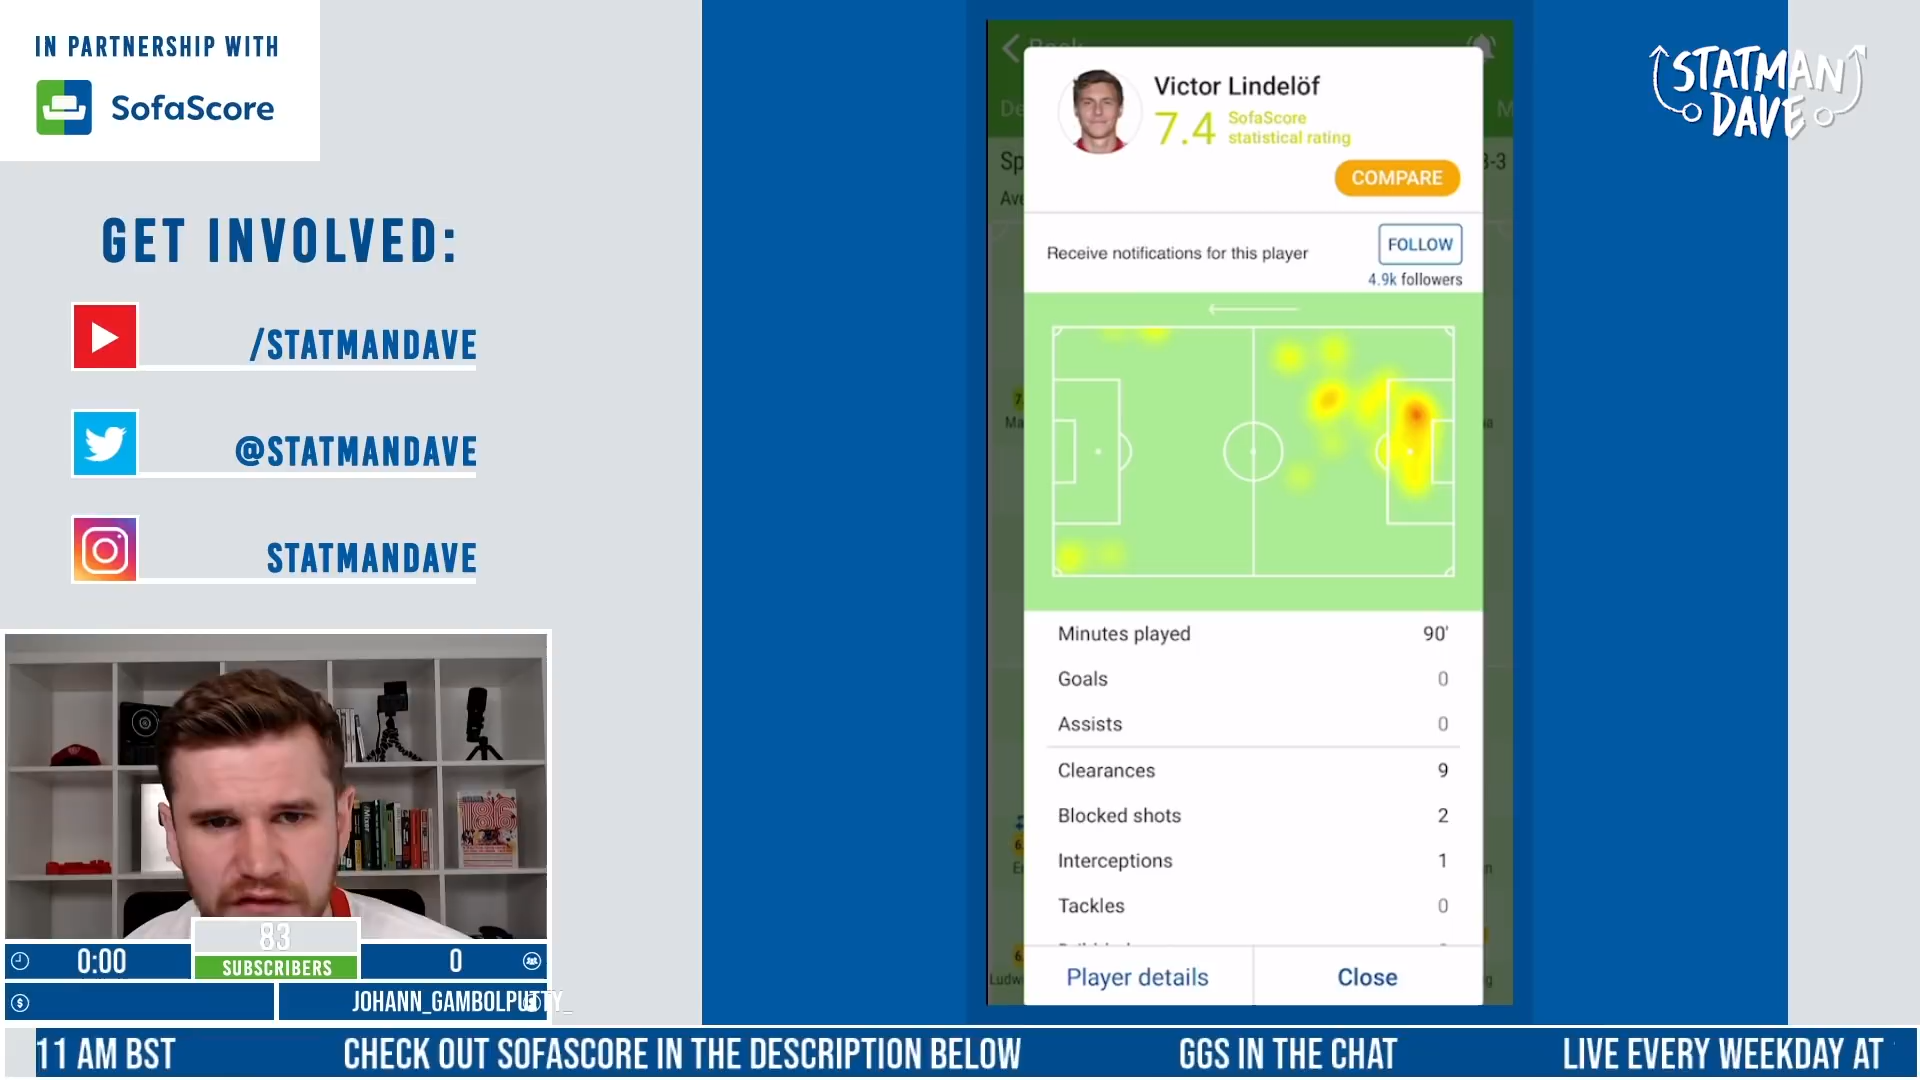 IN PARTNERSHIP WITH
SofaScore
GET INVOLVED:
/STATMANDAVE
@STATMANDAVE
STATMANDAVE
STATMAN
DAVE
Back
Victor Lindelöf
7.4
SofaScore
statistical rating
COMPARE
Receive notifications for this player
FOLLOW
4.9k followers
Minutes played 90'
Goals 0
Assists 0
Clearances 9
Blocked shots 2
Interceptions 1
Tackles 0
Player details
Close
0:00
83
SUBSCRIBERS
0
JOHANN_GAMBOLPUTTY_
11 AM BST
CHECK OUT SOFASCORE IN THE DESCRIPTION BELOW
GGS IN THE CHAT
LIVE EVERY WEEKDAY AT